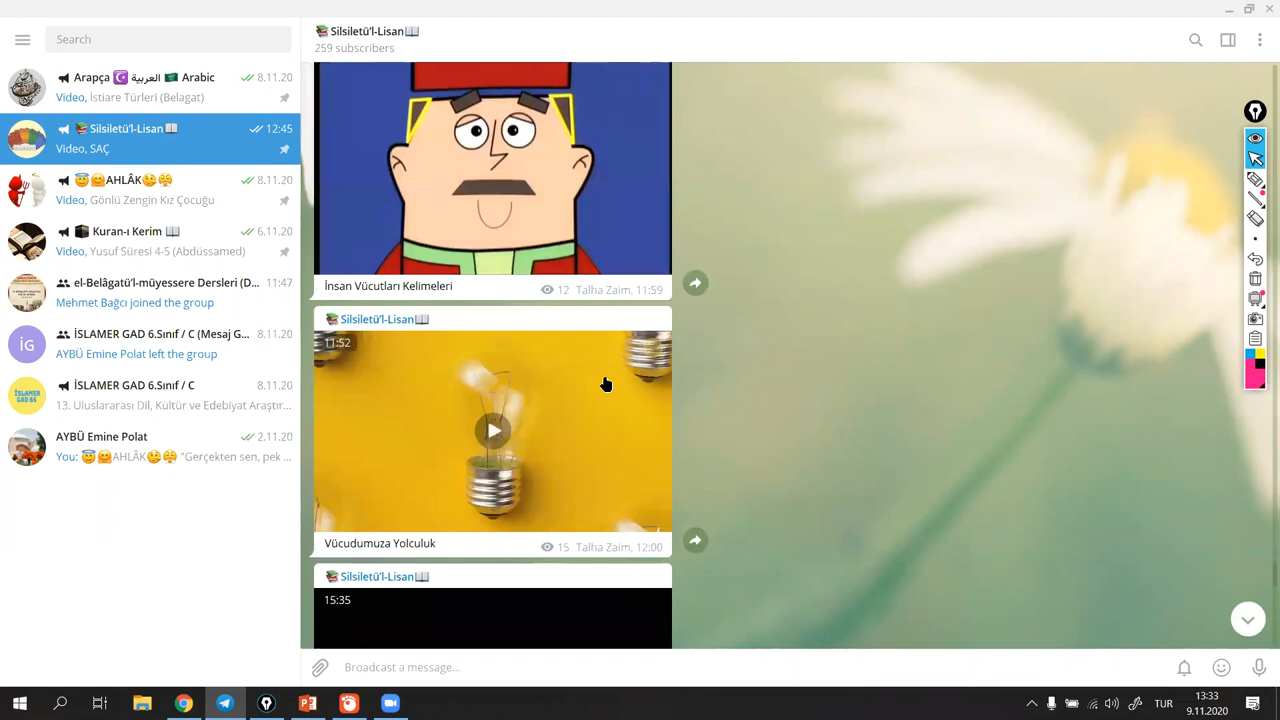 Search
Arapça العربية Arabic 8.11.20
Video, İstiare Türleri (Belagat)
Silsiletü'l-Lisan 12:45
Video, SAÇ
AHLÂK 8.11.20
Video, Gönlü Zengin Kız Çocuğu
Kuran-ı Kerim 6.11.20
Video, Yusuf Süresi 4-5 (Abdüssamed)
el-Belâgatü'l-müyessere Dersleri (D... 11:47
Mehmet Bağcı joined the group
İG
İSLAMER GAD 6.Sınıf / C (Mesaj G... 8.11.20
AYBÜ Emine Polat left the group
İSLAMER GAD 6S
İSLAMER GAD 6.Sınıf / C 8.11.20
13. Uluslararası Dil, Kültür ve Edebiyat Araştır...
AYBÜ Emine Polat 2.11.20
You: AHLÂK "Gerçekten sen, pek ...
Silsiletü'l-Lisan
259 subscribers
İnsan Vücutları Kelimeleri
12 Talha Zaim, 11:59
Silsiletü'l-Lisan
11:52
Vücudumuza Yolculuk
15 Talha Zaim, 12:00
Silsiletü'l-Lisan
15:35
Broadcast a message...
TUR
13:33
9.11.2020